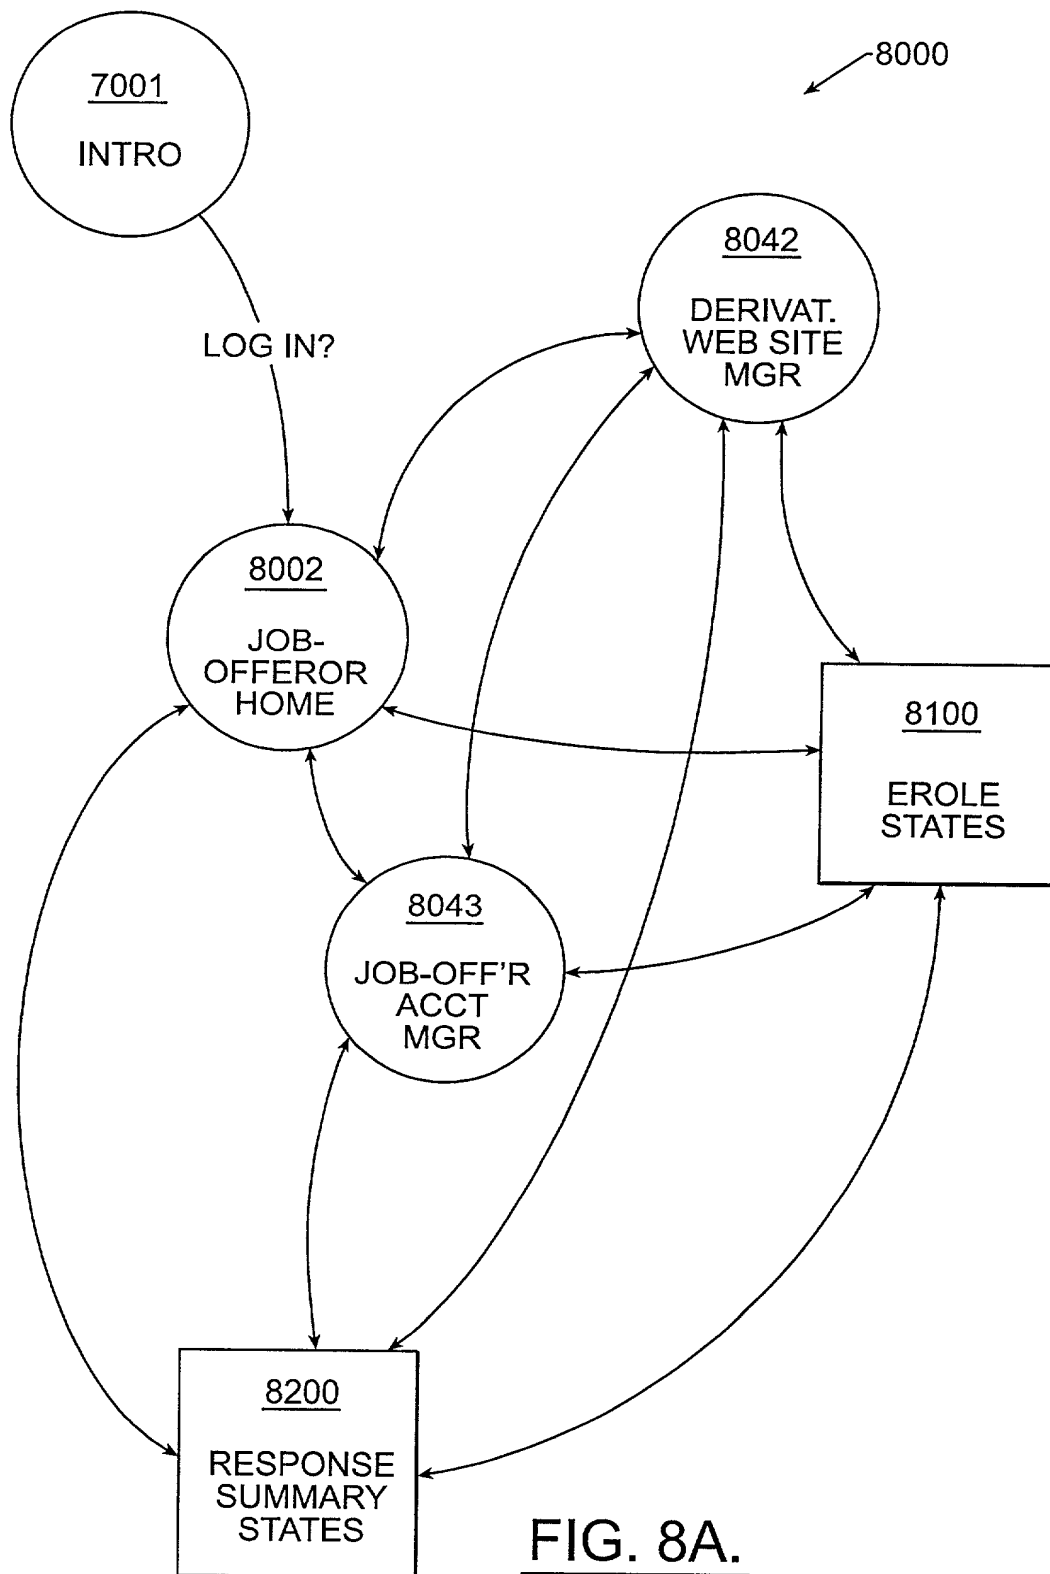 8000
7001
INTRO
LOG IN?
8042
DERIVAT.
WEB SITE
MGR
8002
JOB-
OFFEROR
HOME
8100
EROLE
STATES
8043
JOB-OFF'R
ACCT
MGR
8200
RESPONSE
SUMMARY
STATES
FIG. 8A.